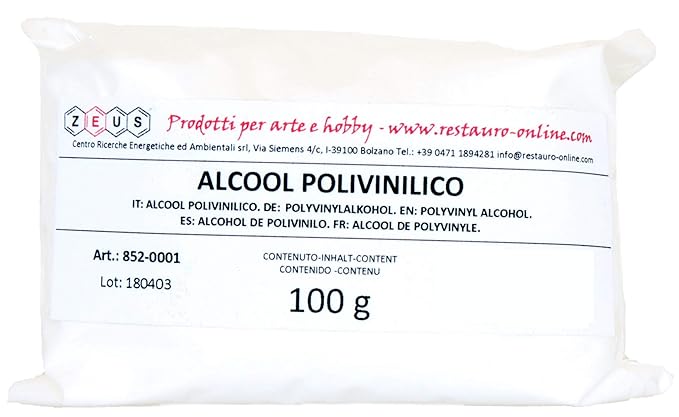 ZEUS
Prodotti per arte e hobby - www.restauro-online.com
Centro Ricerche Energetiche ed Ambientali srl, Via Siemens 4/c, I-39100 Bolzano Tel.: +39 0471 1894281 info@restauro-online.com
ALCOOL POLIVINILICO
IT: ALCOOL POLIVINILICO. DE: POLYVINYLALKOHOL. EN: POLYVINYL ALCOHOL.
ES: ALCOHOL DE POLIVINILO. FR: ALCOOL DE POLYVINYLE.
Art.: 852-0001
Lot: 180403
CONTENUTO-INHALT-CONTENT
CONTENIDO -CONTENU
100 g